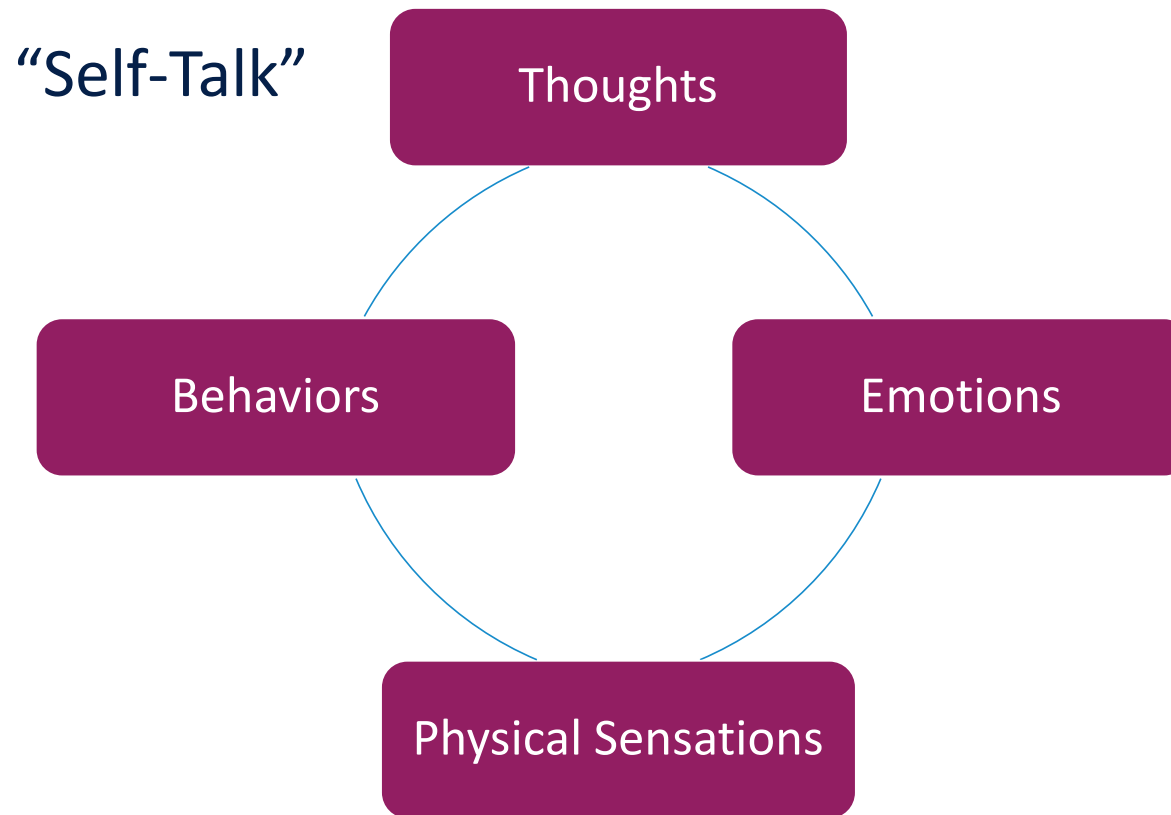 “Self-Talk”
Thoughts
Behaviors
Emotions
Physical Sensations